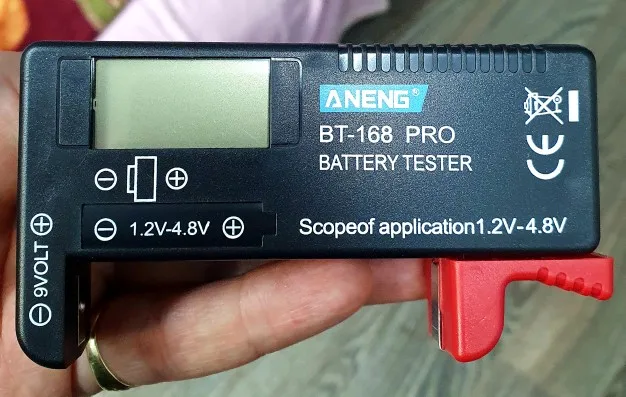 ANENG®
BT-168 PRO
BATTERY TESTER
CE
1.2V-4.8V
Scopeof application1.2V-4.8V
9VOLT